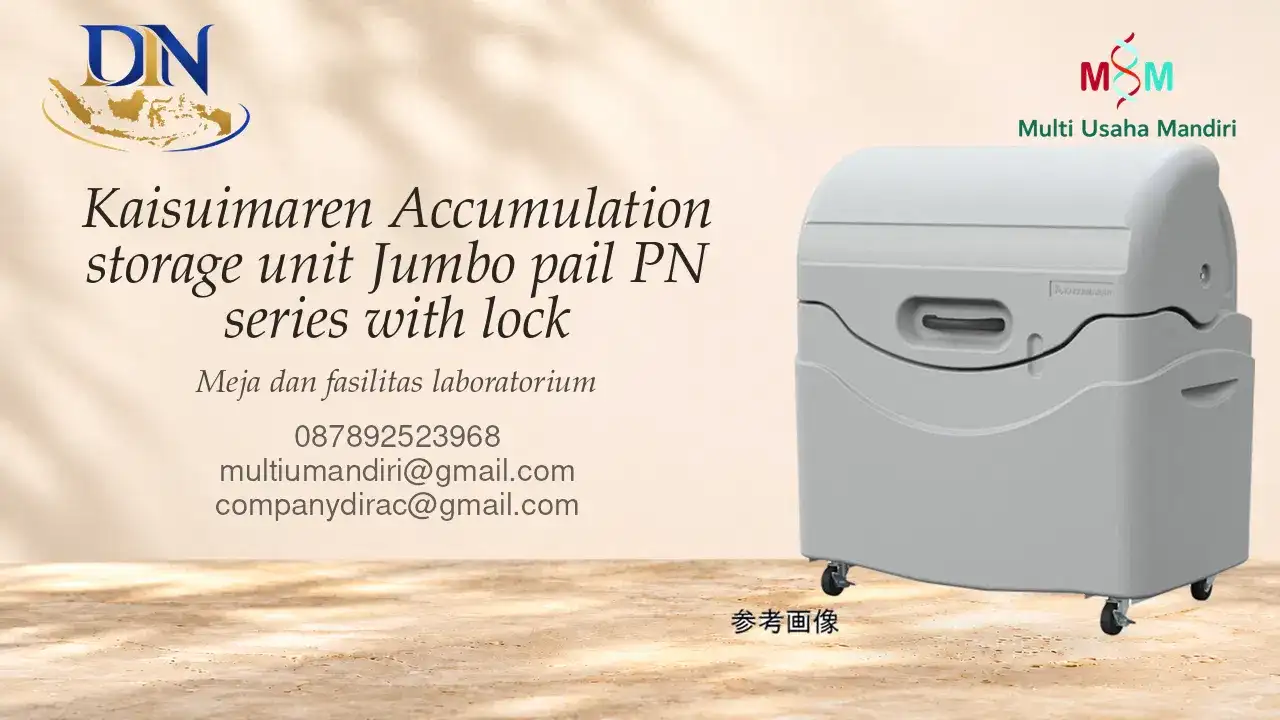 DIN
MSM
Multi Usaha Mandiri
Kaisuimaren Accumulation
storage unit Jumbo pail PN
series with lock
Meja dan fasilitas laboratorium
087892523968
multiumandiri@gmail.com
companydirac@gmail.com
参考画像